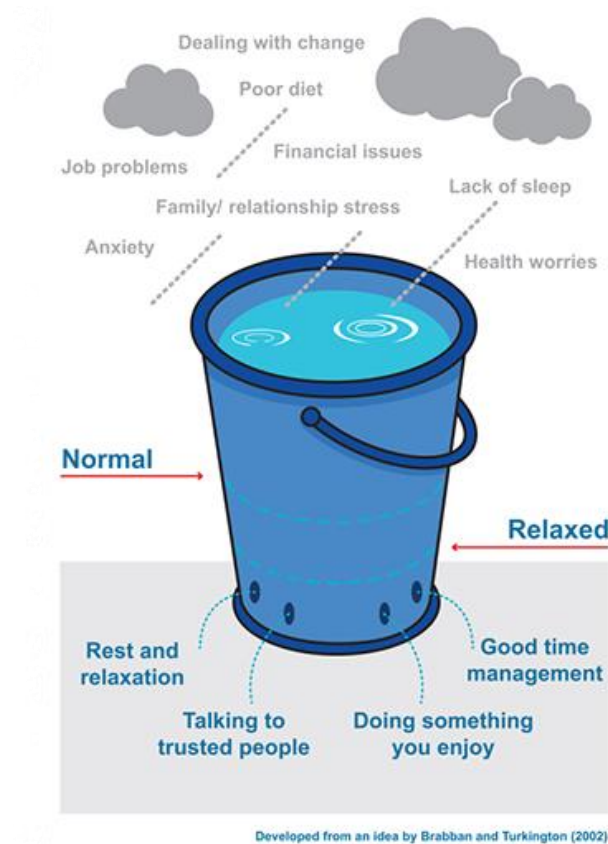 Dealing with change
Poor diet
Financial issues
Job problems
Lack of sleep
Family/ relationship stress
Anxiety
Health worries
Normal
Relaxed
Rest and
relaxation
Good time
management
Talking to
trusted people
Doing something
you enjoy
Developed from an idea by Brabban and Turkington (2002)